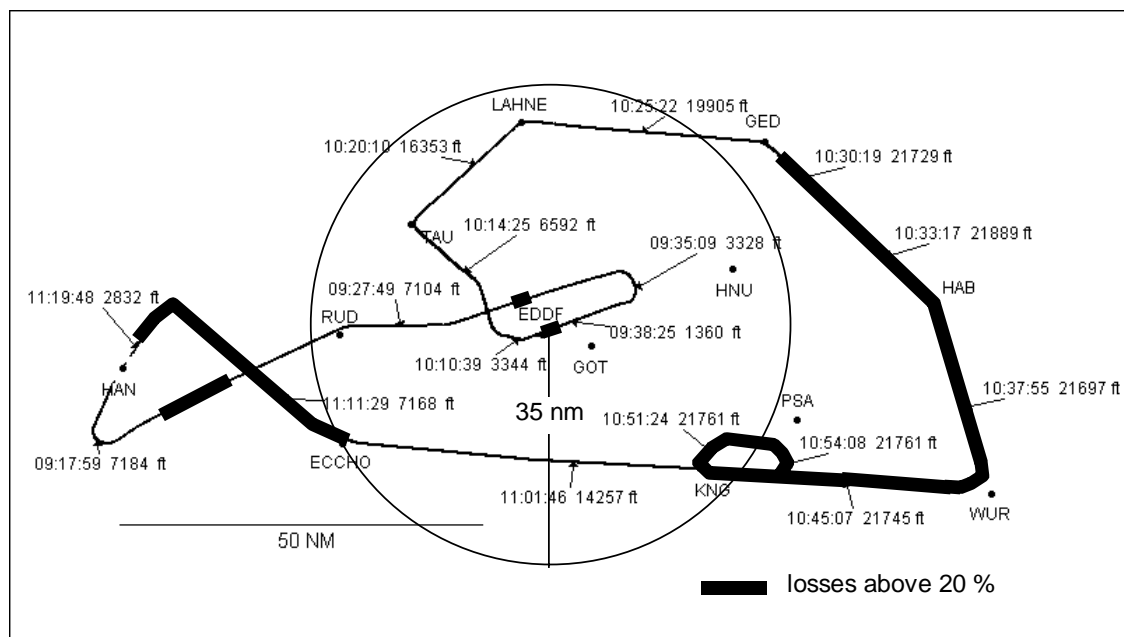 LAHNE
10:25:22 19905 ft
GED
10:20:10 16353 ft
10:30:19 21729 ft
TAU
10:14:25 6592 ft
09:35:09 3328 ft
10:33:17 21889 ft
11:19:48 2832 ft
09:27:49 7104 ft
HNU
HAB
RUD
EDDF
09:38:25 1360 ft
HAN
10:10:39 3344 ft
GOT
10:37:55 21697 ft
11:11:29 7168 ft
35 nm
10:51:24 21761 ft
PSA
10:54:08 21761 ft
09:17:59 7184 ft
ECCHO
KNG
11:01:46 14257 ft
WUR
10:45:07 21745 ft
50 NM
losses above 20 %